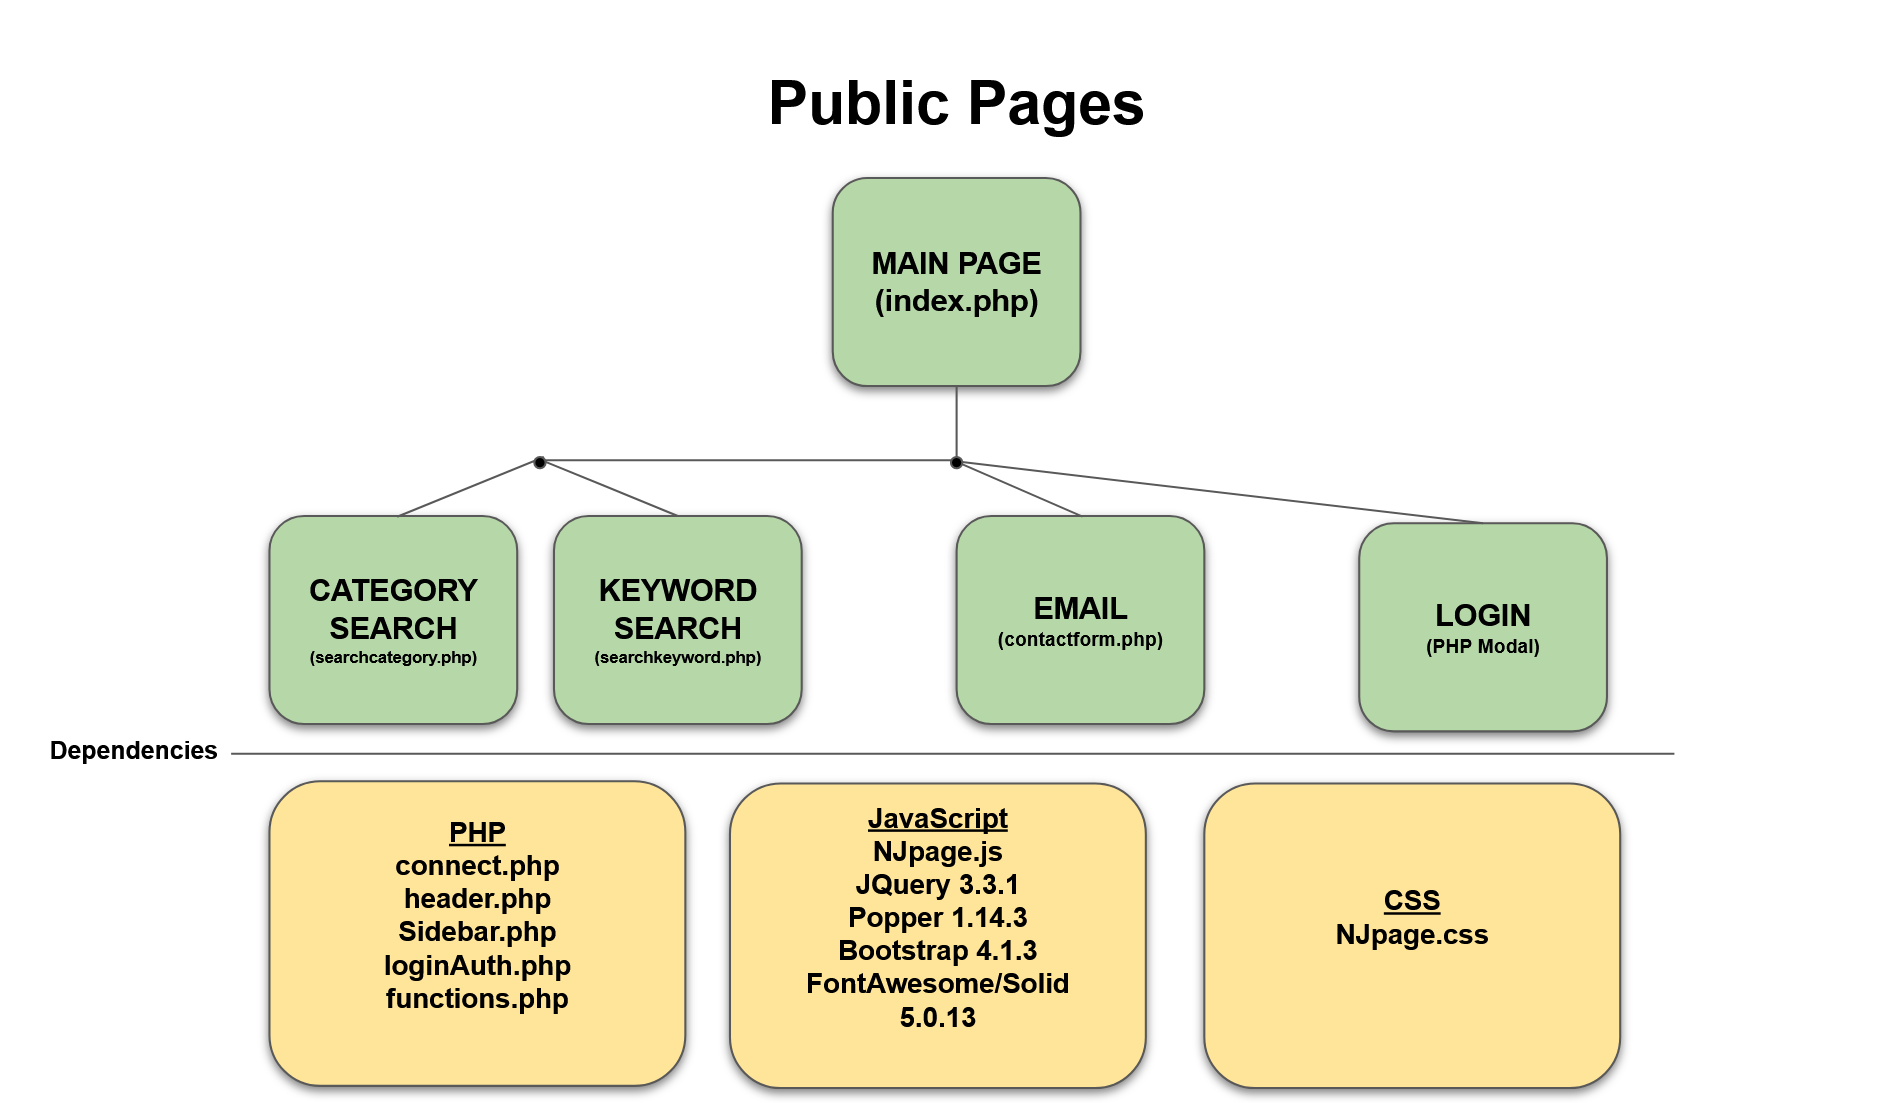 Public Pages
MAIN PAGE
(index.php)
CATEGORY
SEARCH
(searchcategory.php)
KEYWORD
SEARCH
(searchkeyword.php)
EMAIL
(contactform.php)
LOGIN
(PHP Modal)
Dependencies
PHP
connect.php
header.php
Sidebar.php
loginAuth.php
functions.php
JavaScript
NJpage.js
JQuery 3.3.1
Popper 1.14.3
Bootstrap 4.1.3
FontAwesome/Solid
5.0.13
CSS
NJpage.css